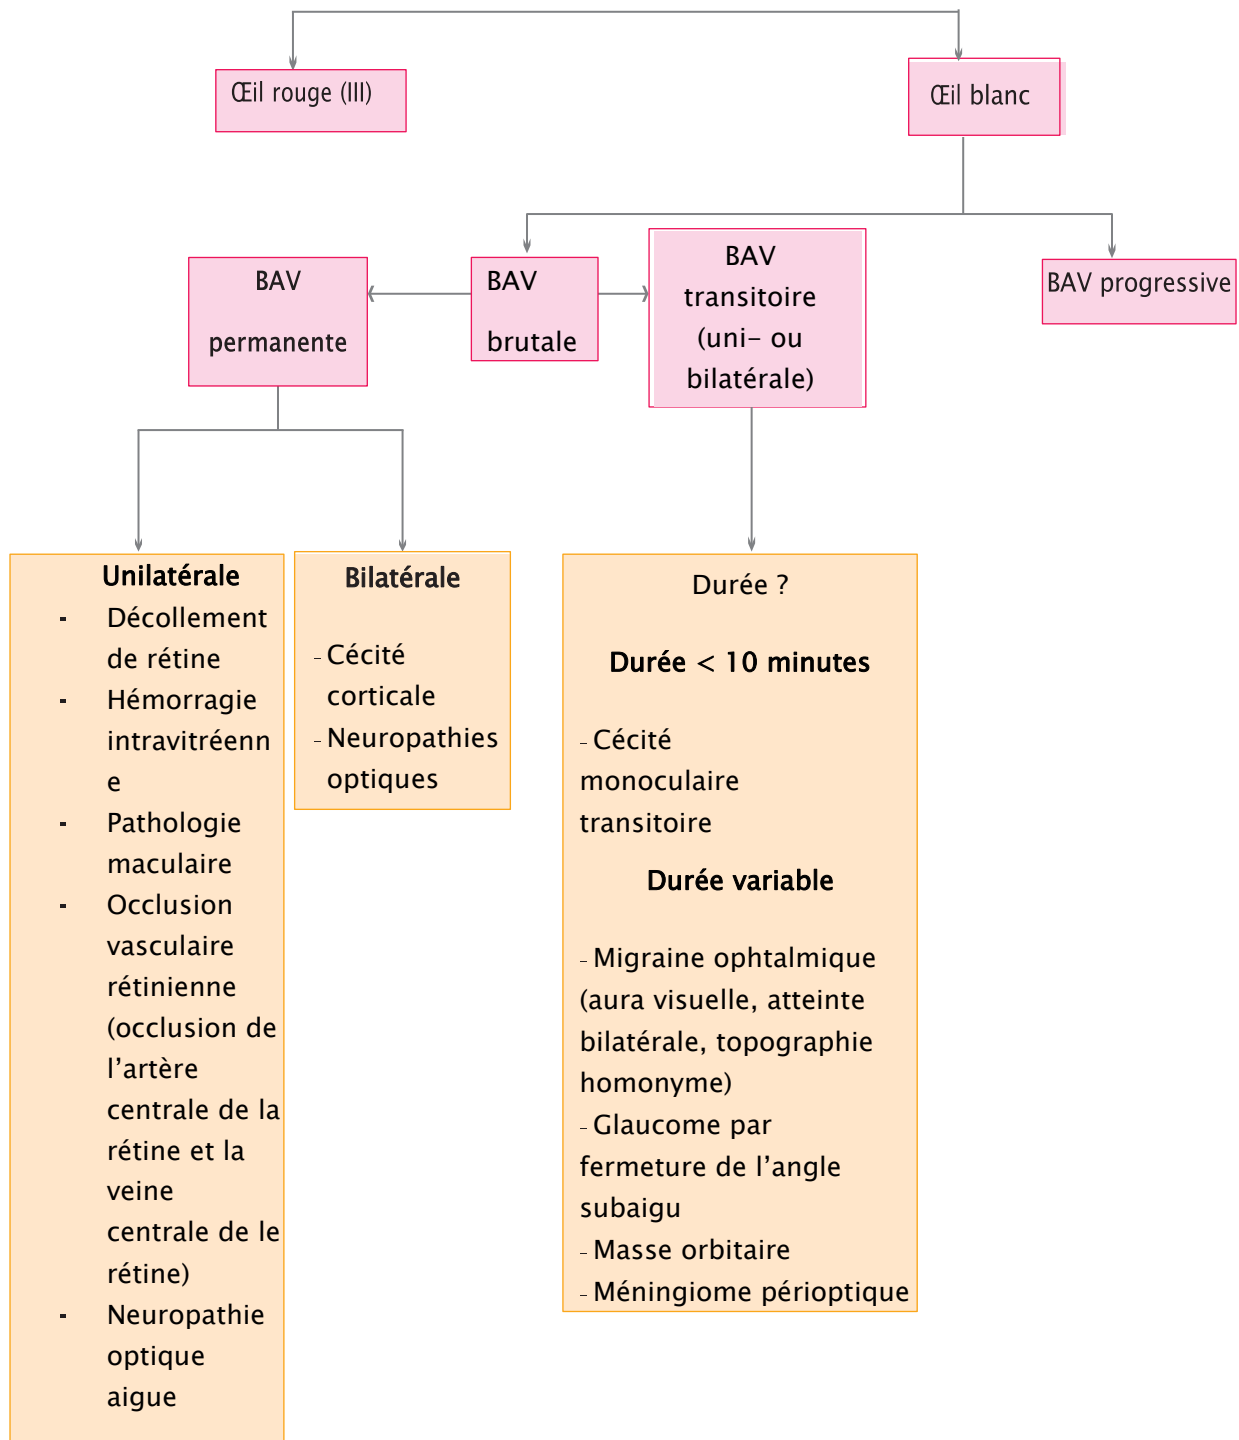 Œil rouge (III)
Œil blanc
BAV
permanente
BAV
brutale
BAV
transitoire
(uni- ou
bilatérale)
BAV progressive
Unilatérale
- Décollement
de rétine
- Hémorragie
intravitréenn
e
- Pathologie
maculaire
- Occlusion
vasculaire
rétinienne
(occlusion de
l’artère
centrale de la
rétine et la
veine
centrale de le
rétine)
- Neuropathie
optique
aigue
Bilatérale
- Cécité
corticale
- Neuropathies
optiques
Durée ?
Durée < 10 minutes
- Cécité
monoculaire
transitoire
Durée variable
- Migraine ophtalmique
(aura visuelle, atteinte
bilatérale, topographie
homonyme)
- Glaucome par
fermeture de l’angle
subaigu
- Masse orbitaire
- Méningiome périoptique